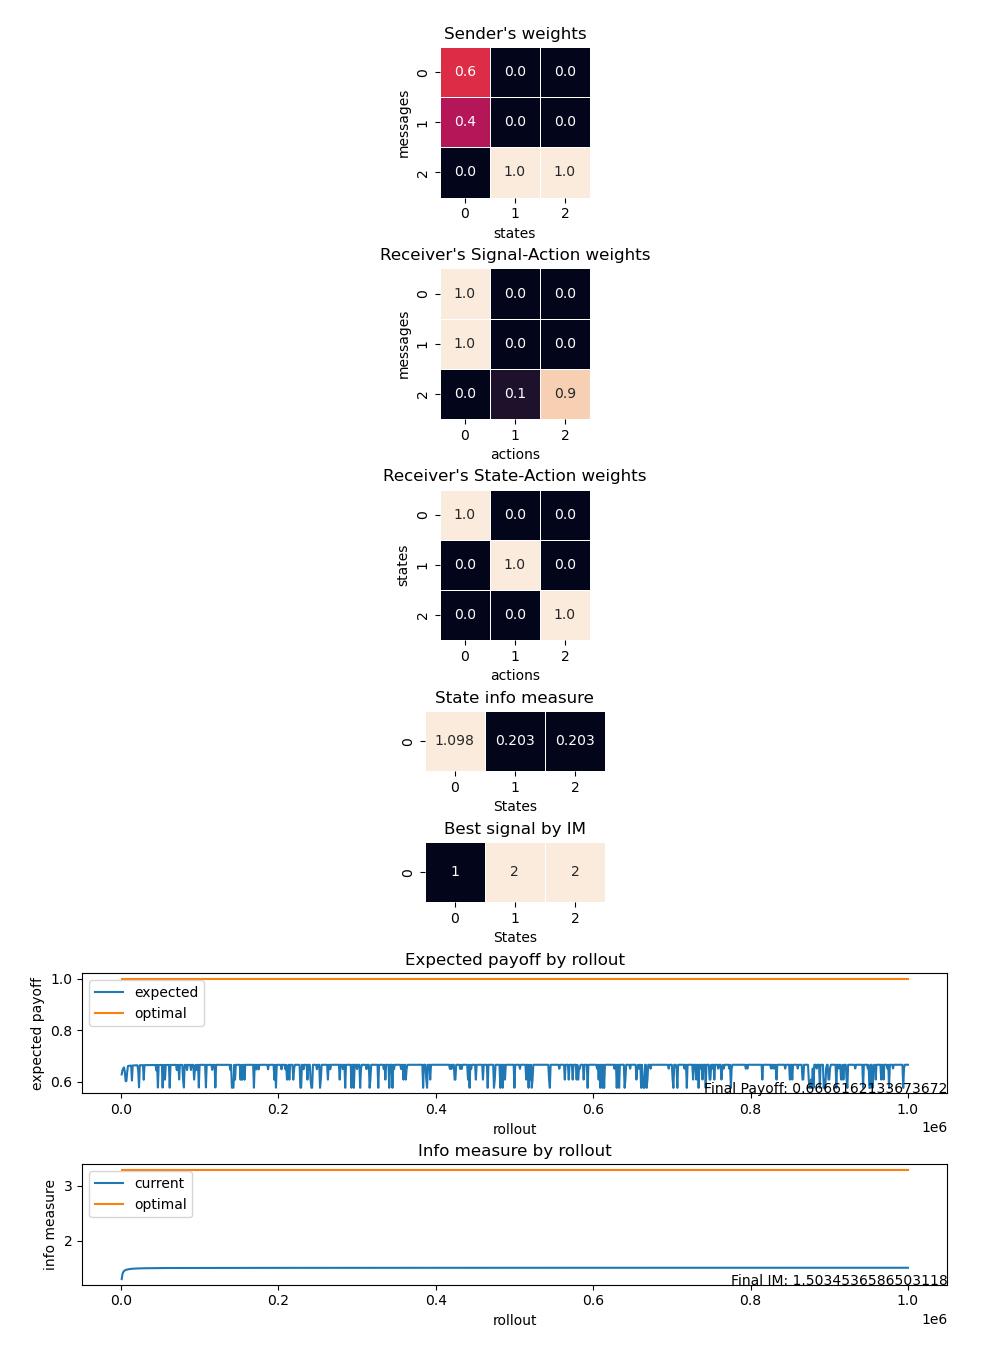 Sender's weights
0 0.6 0.0 0.0
messages
1 0.4 0.0 0.0
2 0.0 1.0 1.0
0 1 2
states
Receiver's Signal-Action weights
0 1.0 0.0 0.0
messages
1 1.0 0.0 0.0
2 0.0 0.1 0.9
0 1 2
actions
Receiver's State-Action weights
0 1.0 0.0 0.0
states
1 0.0 1.0 0.0
2 0.0 0.0 1.0
0 1 2
actions
State info measure
0 1.098 0.203 0.203
0 1 2
States
Best signal by IM
0 1 2 2
0 1 2
States
Expected payoff by rollout
expected payoff
1.0
0.8
0.6
expected
optimal
Final Payoff: 0.6666162133673672
0.0 0.2 0.4 0.6 0.8 1.0
1e6
rollout
Info measure by rollout
info measure
3
2
current
optimal
Final IM: 1.5034536586503118
0.0 0.2 0.4 0.6 0.8 1.0
1e6
rollout